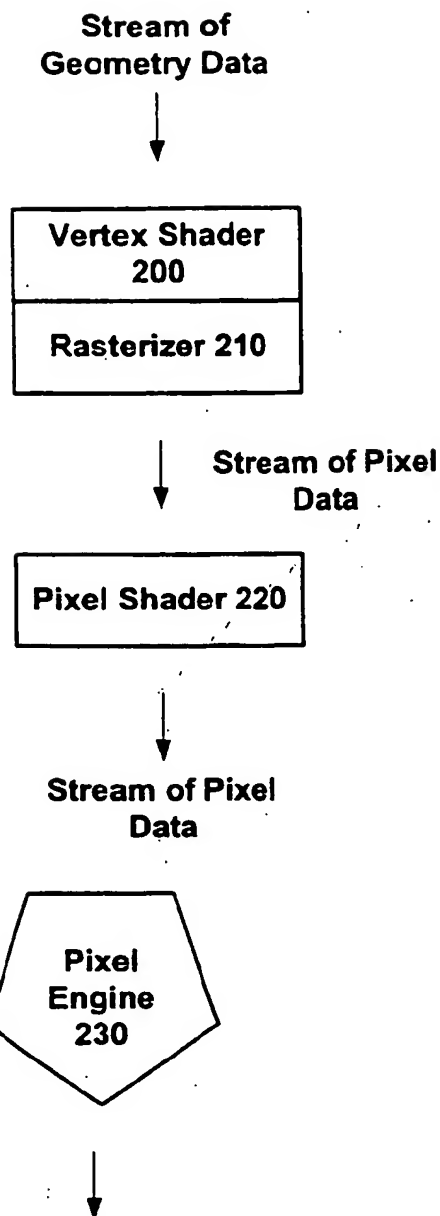 Stream of
Geometry Data
Vertex Shader
200
Rasterizer 210
Stream of Pixel
Data
Pixel Shader 220
Stream of Pixel
Data
Pixel
Engine
230